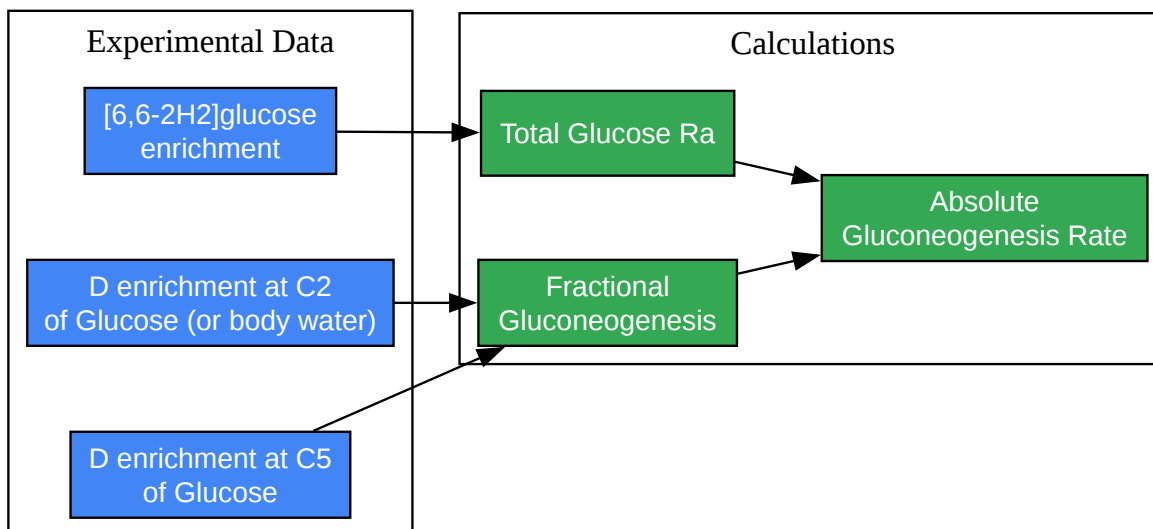 Experimental Data
[6,6-2H2]glucose
enrichment
D enrichment at C2
of Glucose (or body water)
D enrichment at C5
of Glucose
Calculations
Total Glucose Ra
Fractional
Gluconeogenesis
Absolute
Gluconeogenesis Rate